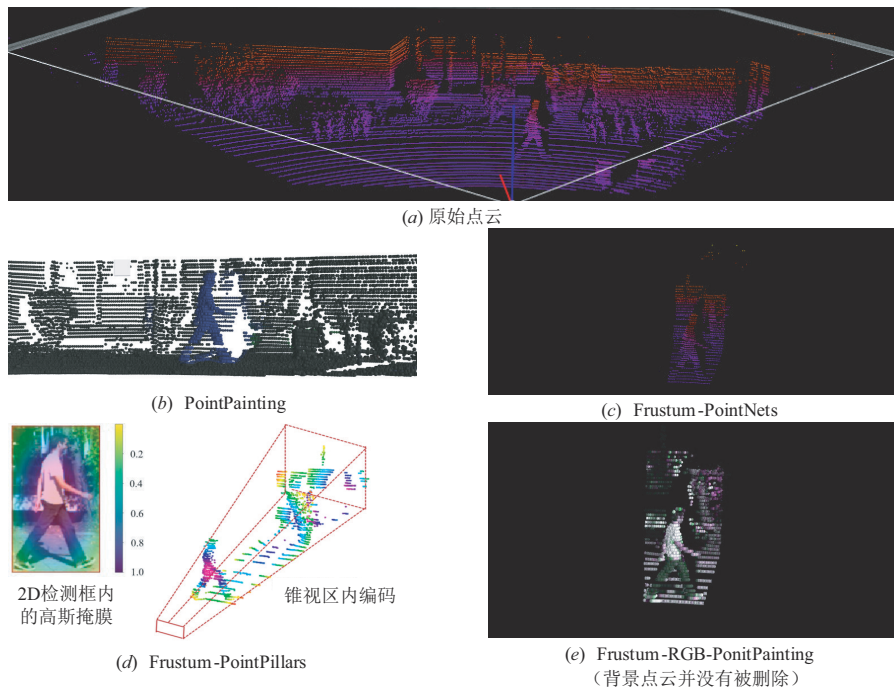 (a) 原始点云
(b) PointPainting
(c) Frustum-PointNets
0.2
0.4
0.6
0.8
1.0
2D检测框内
的高斯掩膜
锥视区内编码
(d) Frustum-PointPillars
(e) Frustum-RGB-PonitPainting
(背景点云并没有被删除)